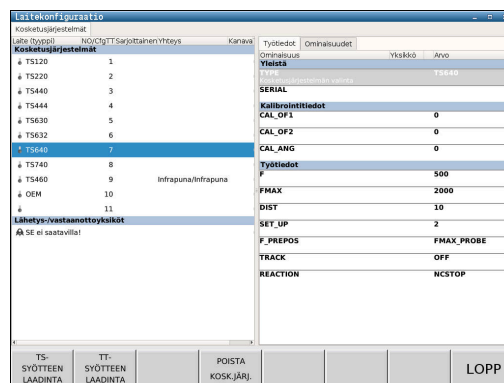 Laitekonfiguraatio
Kosketusjärjestelmät
Laite (tyyppi) NO/CfgTT Sarjoittainen Yhteys Kanava
Kosketusjärjestelmät
TS120 1
TS220 2
TS440 3
TS444 4
TS630 5
TS632 6
TS640 7
TS740 8
TS460 9 Infrapuna/Infrapuna
OEM 10
11
Lähetys-/vastaanottoyksiköt
SE ei saatavilla!
Työtiedot Ominaisuudet
Ominaisuus Yksikkö Arvo
Yleistä
TYPE TS640
Kosketusjärjestelmän valinta
SERIAL
Kalibrointitiedot
CAL_OF1 0
CAL_OF2 0
CAL_ANG 0
Työtiedot
F 500
FMAX 2000
DIST 10
SET_UP 2
F_PREPOS FMAX_PROBE
TRACK OFF
REACTION NCSTOP
TS-
SYÖTTEEN
LAADINTA
TT-
SYÖTTEEN
LAADINTA
POISTA
KOSK.JÄRJ.
LOPP